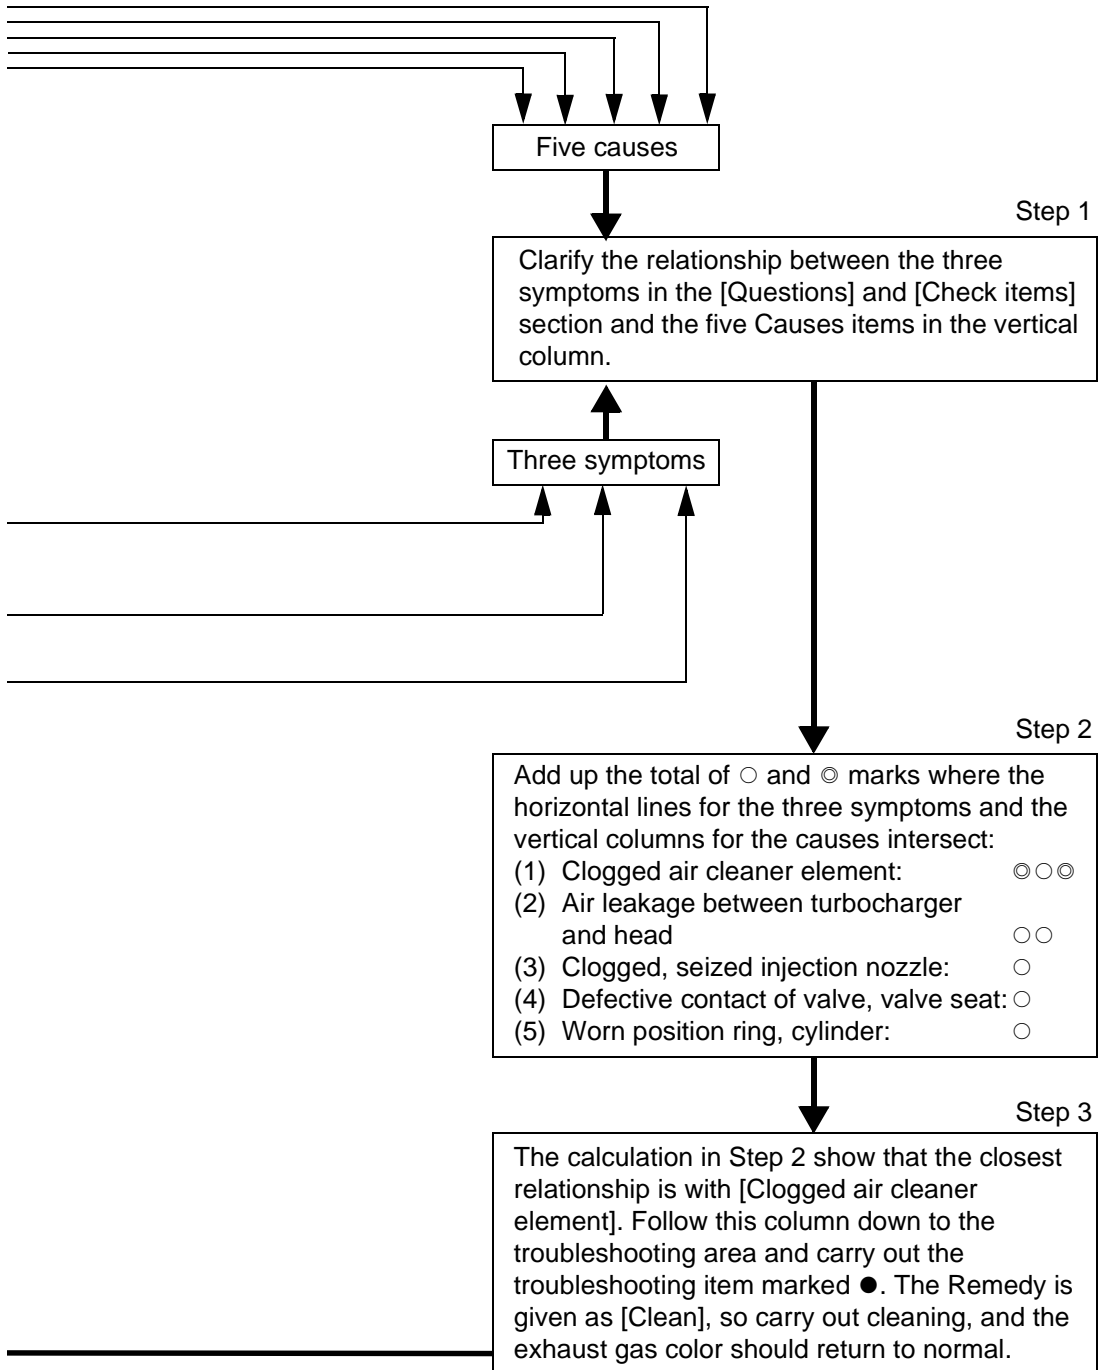 Five causes
Step 1
Clarify the relationship between the three
symptoms in the [Questions] and [Check items]
section and the five Causes items in the vertical
column.
Three symptoms
Step 2
Add up the total of ○ and ◎ marks where the
horizontal lines for the three symptoms and the
vertical columns for the causes intersect:
(1) Clogged air cleaner element: ◎○◎
(2) Air leakage between turbocharger
and head ○○
(3) Clogged, seized injection nozzle: ○
(4) Defective contact of valve, valve seat: ○
(5) Worn position ring, cylinder: ○
Step 3
The calculation in Step 2 show that the closest
relationship is with [Clogged air cleaner
element]. Follow this column down to the
troubleshooting area and carry out the
troubleshooting item marked ●. The Remedy is
given as [Clean], so carry out cleaning, and the
exhaust gas color should return to normal.